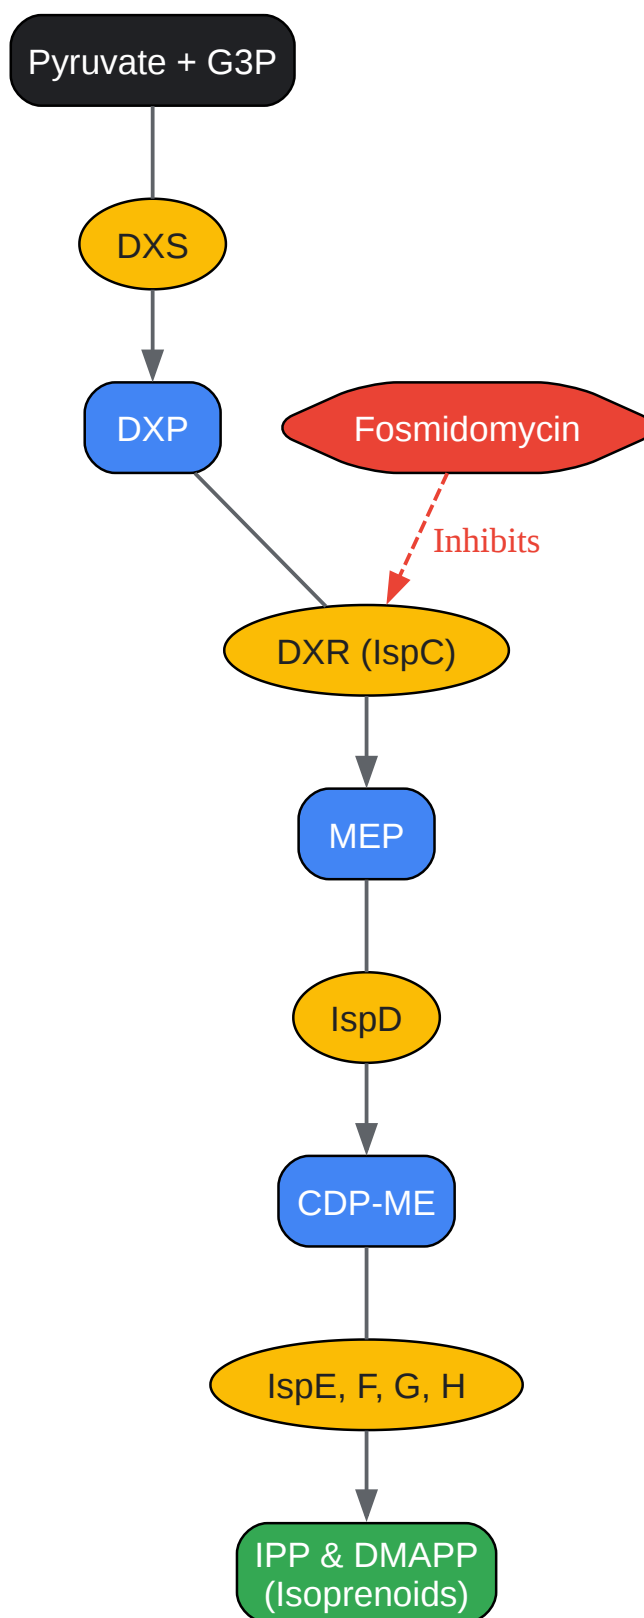 Pyruvate + G3P
DXS
DXP
Fosmidomycin
Inhibits
DXR (IspC)
MEP
IspD
CDP-ME
IspE, F, G, H
IPP & DMAPP
(Isoprenoids)